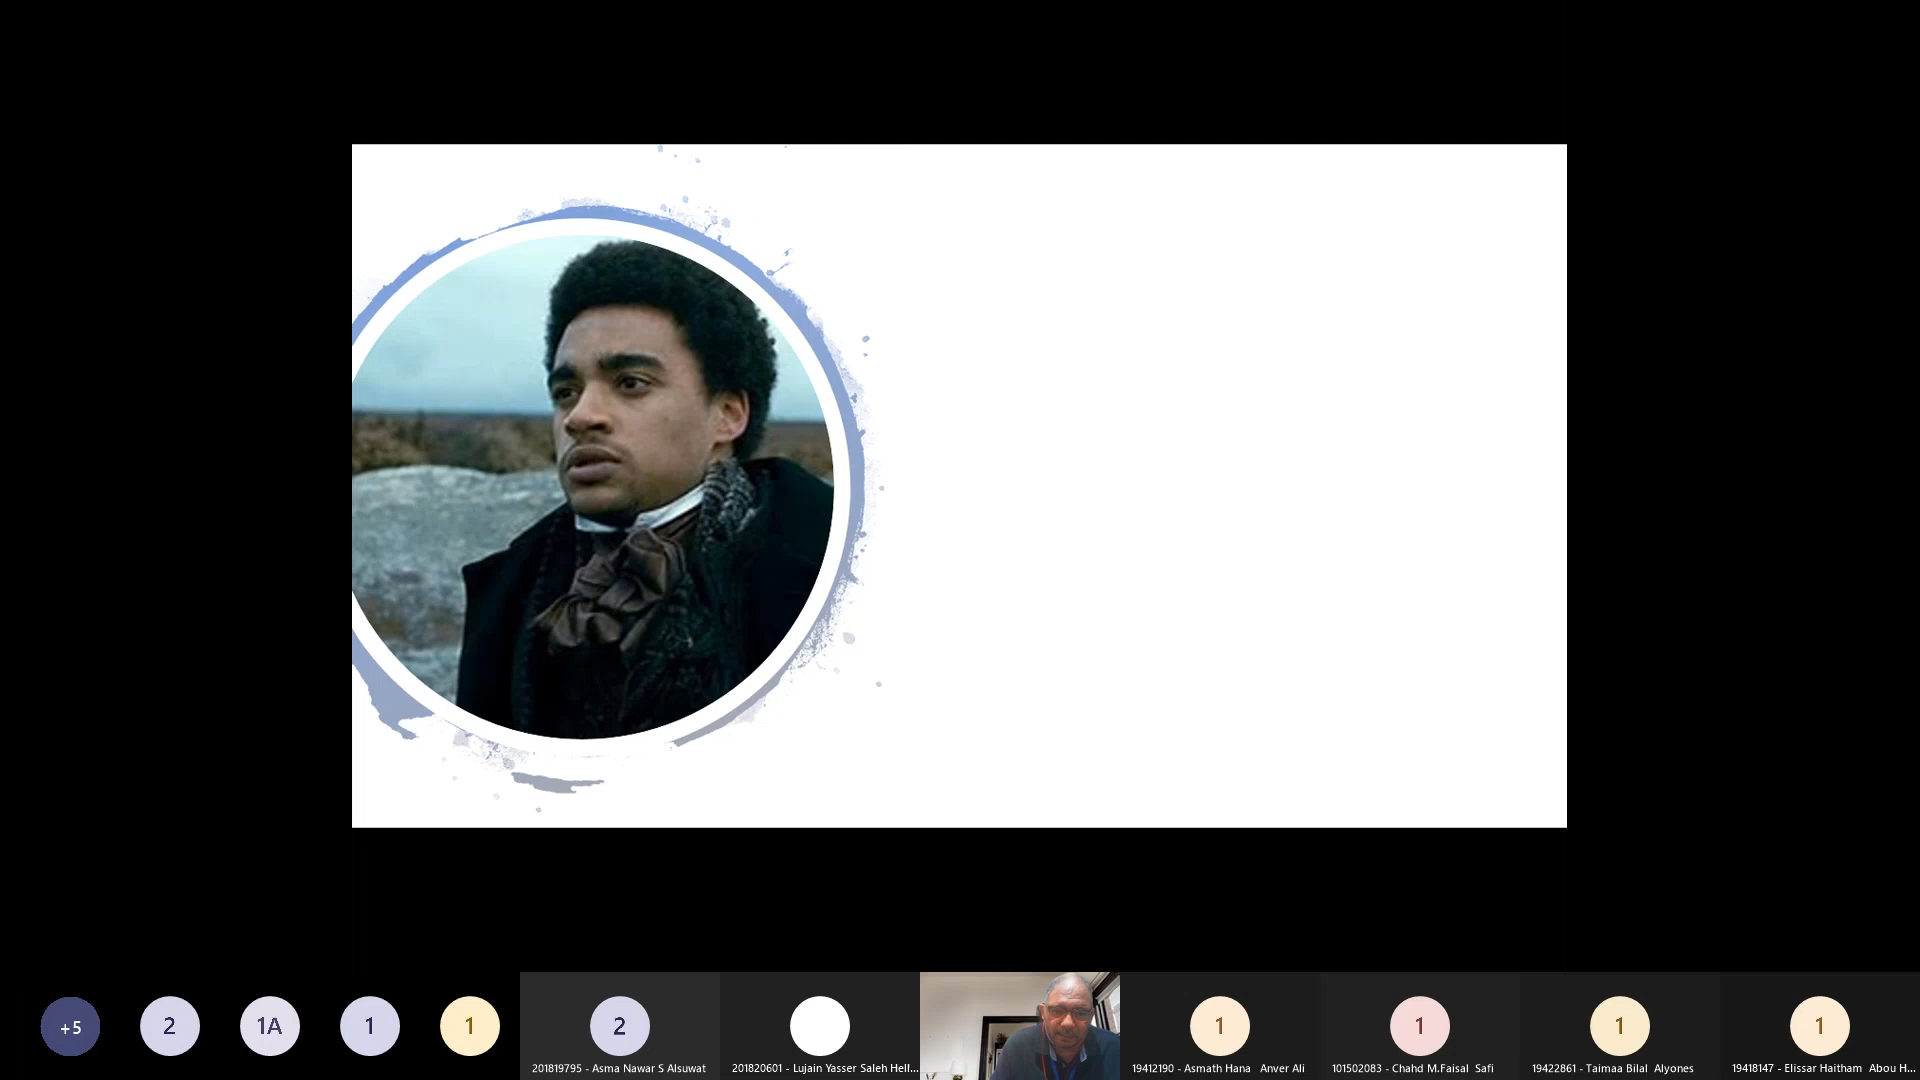 +5
2
1A
1
1
2
201819795 - Asma Nawar S Alsuwat
201820601 - Lujain Yasser Saleh Hell...
1
19412190 - Asmath Hana Anver Ali
1
101502083 - Chahd M.Faisal Safi
1
19422861 - Taimaa Bilal Alyones
1
19418147 - Elissar Haitham Abou H...